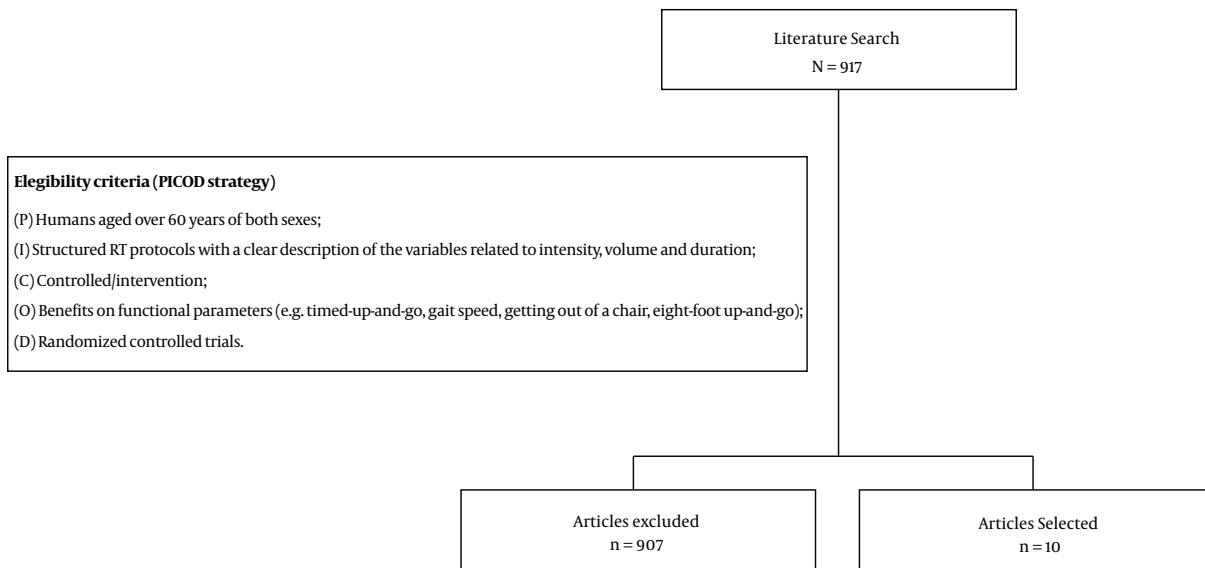 Literature Search
N = 917
Elegibility criteria (PICOD strategy)
(P) Humans aged over 60 years of both sexes;
(I) Structured RT protocols with a clear description of the variables related to intensity, volume and duration;
(C) Controlled/intervention;
(O) Benefits on functional parameters (e.g. timed-up-and-go, gait speed, getting out of a chair, eight-foot up-and-go);
(D) Randomized controlled trials.
Articles excluded
n = 907
Articles Selected
n = 10